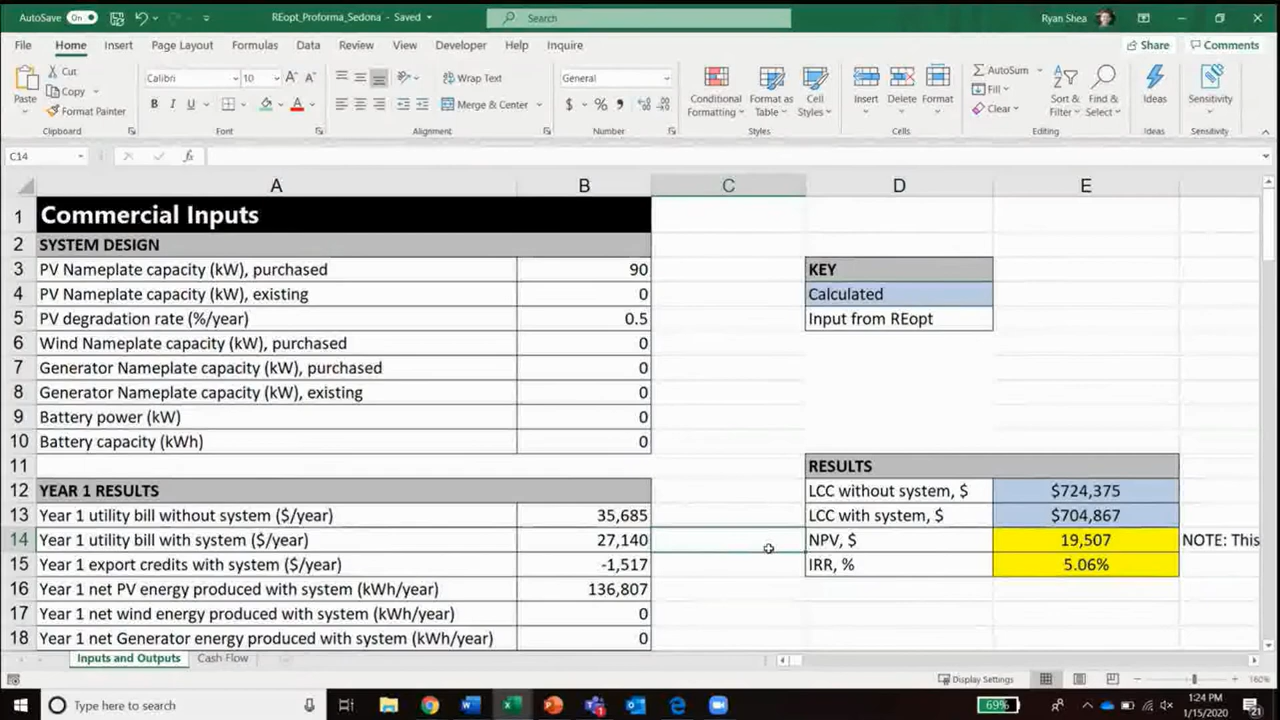 AutoSave On REopt_Proforma_Sedona - Saved Search Ryan Shea
File Home Insert Page Layout Formulas Data Review View Developer Help Inquire Share Comments
Paste Cut Copy Format Painter Clipboard
Calibri 10 A A B I U A Font
Wrap Text Merge & Center Alignment
General $ % , Number
Conditional Formatting Format as Table Cell Styles Styles
Insert Delete Format Cells
AutoSum Fill Clear Sort & Filter Find & Select Editing
Ideas Ideas
Sensitivity Sensitivity
C14 fx
A B C D E
1 Commercial Inputs
2 SYSTEM DESIGN
3 PV Nameplate capacity (kW), purchased 90 KEY
4 PV Nameplate capacity (kW), existing 0 Calculated
5 PV degradation rate (%/year) 0.5 Input from REopt
6 Wind Nameplate capacity (kW), purchased 0
7 Generator Nameplate capacity (kW), purchased 0
8 Generator Nameplate capacity (kW), existing 0
9 Battery power (kW) 0
10 Battery capacity (kWh) 0
11 RESULTS
12 YEAR 1 RESULTS LCC without system, $ $724,375
13 Year 1 utility bill without system ($/year) 35,685 LCC with system, $ $704,867
14 Year 1 utility bill with system ($/year) 27,140 NPV, $ 19,507 NOTE: This
15 Year 1 export credits with system ($/year) -1,517 IRR, % 5.06%
16 Year 1 net PV energy produced with system (kWh/year) 136,807
17 Year 1 net wind energy produced with system (kWh/year) 0
18 Year 1 net Generator energy produced with system (kWh/year) 0
Inputs and Outputs Cash Flow
Display Settings 160%
Type here to search 69% 1:24 PM
1/15/2020 21